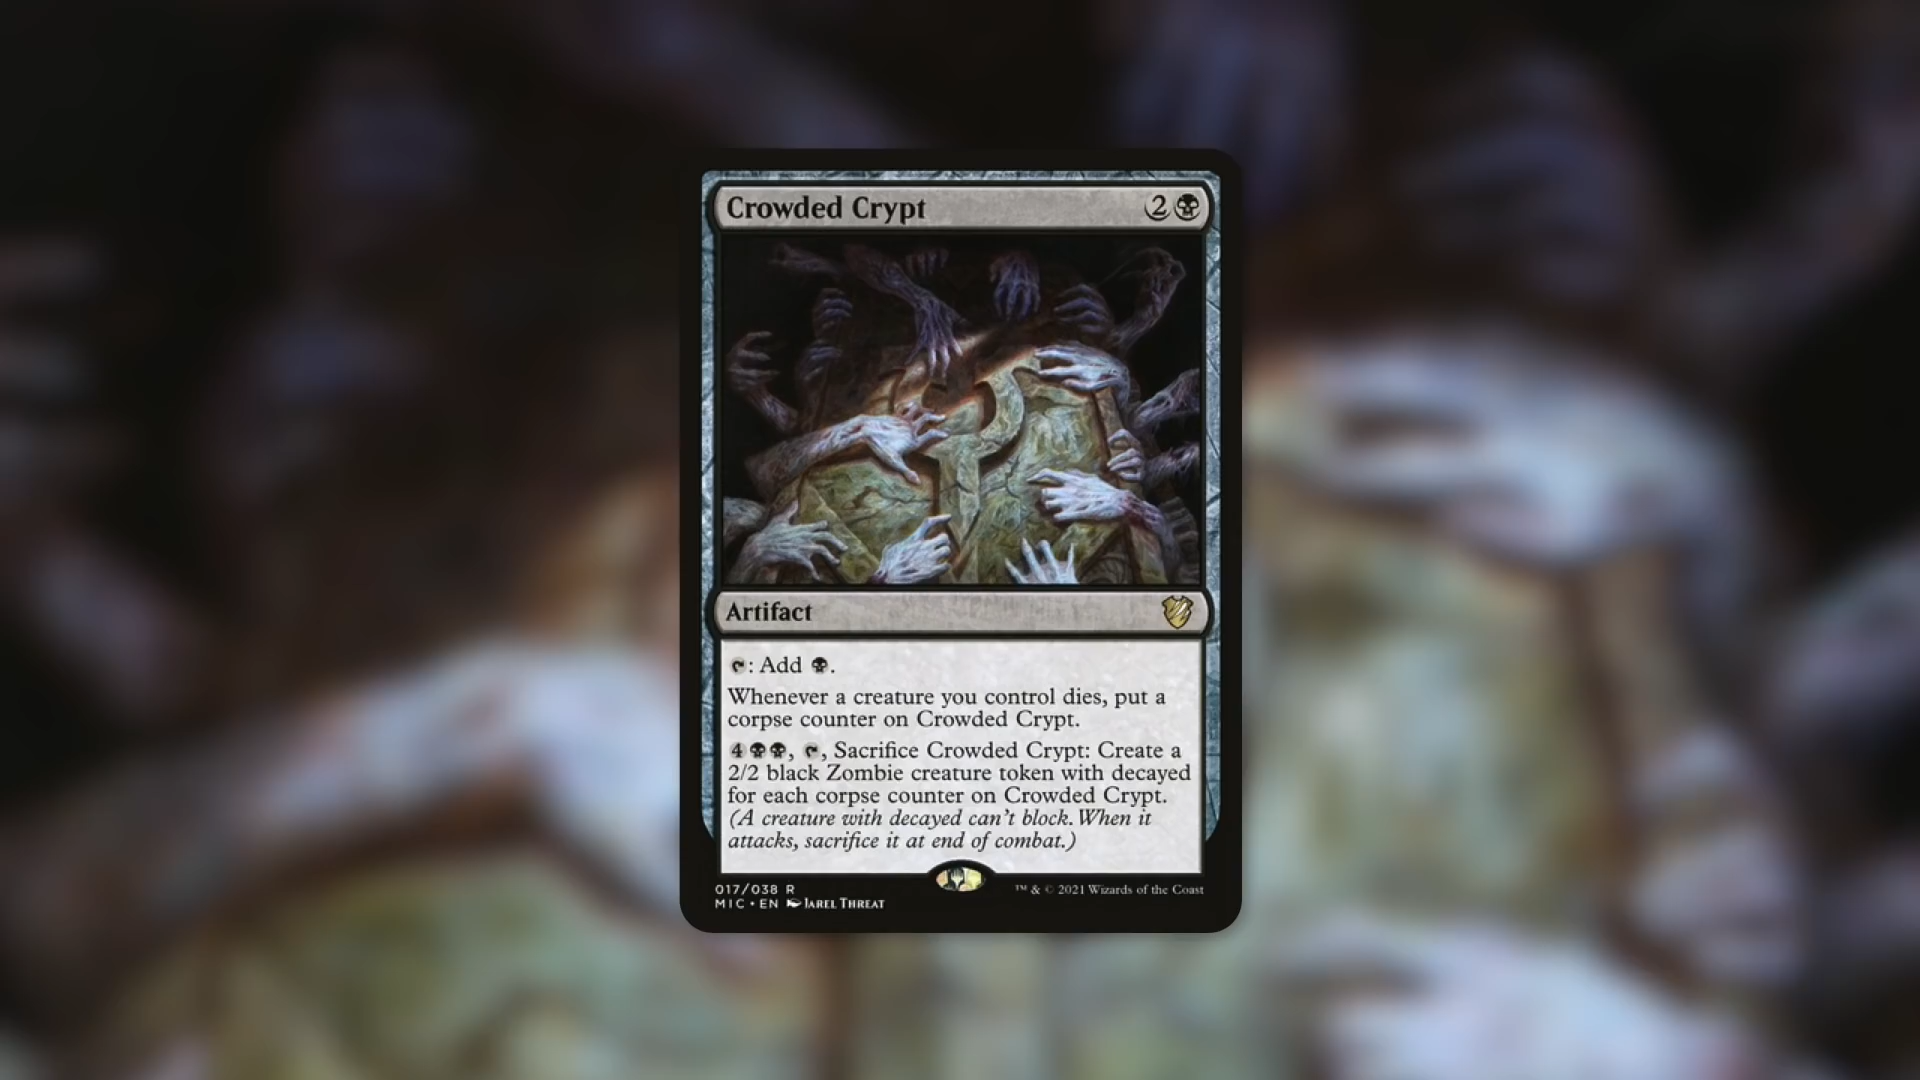 Crowded Crypt 2
Artifact
: Add .
Whenever a creature you control dies, put a
corpse counter on Crowded Crypt.
4, , Sacrifice Crowded Crypt: Create a
2/2 black Zombie creature token with decayed
for each corpse counter on Crowded Crypt.
(A creature with decayed can't block. When it
attacks, sacrifice it at end of combat.)
017/038 R
MIC • EN JAREL THREAT
™ & © 2021 Wizards of the Coast